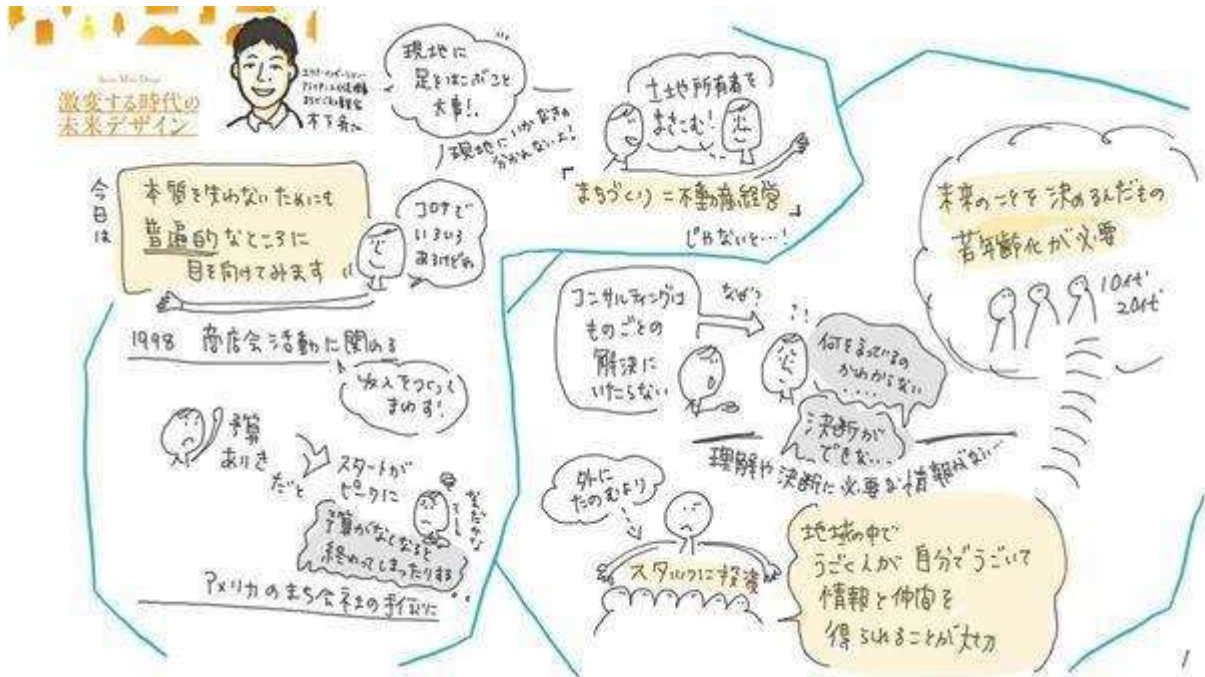 激変する時代の
未来デザイン
木下斉さん
現地に
足をはこぶこと
大事!
現地にいかなきゃ
分かんないよ!
土地や所有者を
まきこむ!
「まちづくり=不動産経営」
じゃないと…!
今日は
本質を失わないためにも
普遍的なところに
目を向けてみます
コロナで
いろいろ
あるけどね
1998 商店会活動に関わる
収入をつくって
まわす!
予算
ありき
だと
スタートが
ピークに
予算がなくなると
終わってしまったりする
アメリカのまち会社の手伝いに
コンサルティングは
ものごとの
解決に
いたらない
なぜ?
何を言っているの
かわからない
....
決断が
できな...
理解や決断に必要な情報がない
外に
たのむより
スタッフに投資
地域の中で
うごく人が自分でうごいて
情報と仲間を
得られることが大切
未来のことを決めるんだもの
若年齢化が必要
10代
20代
1